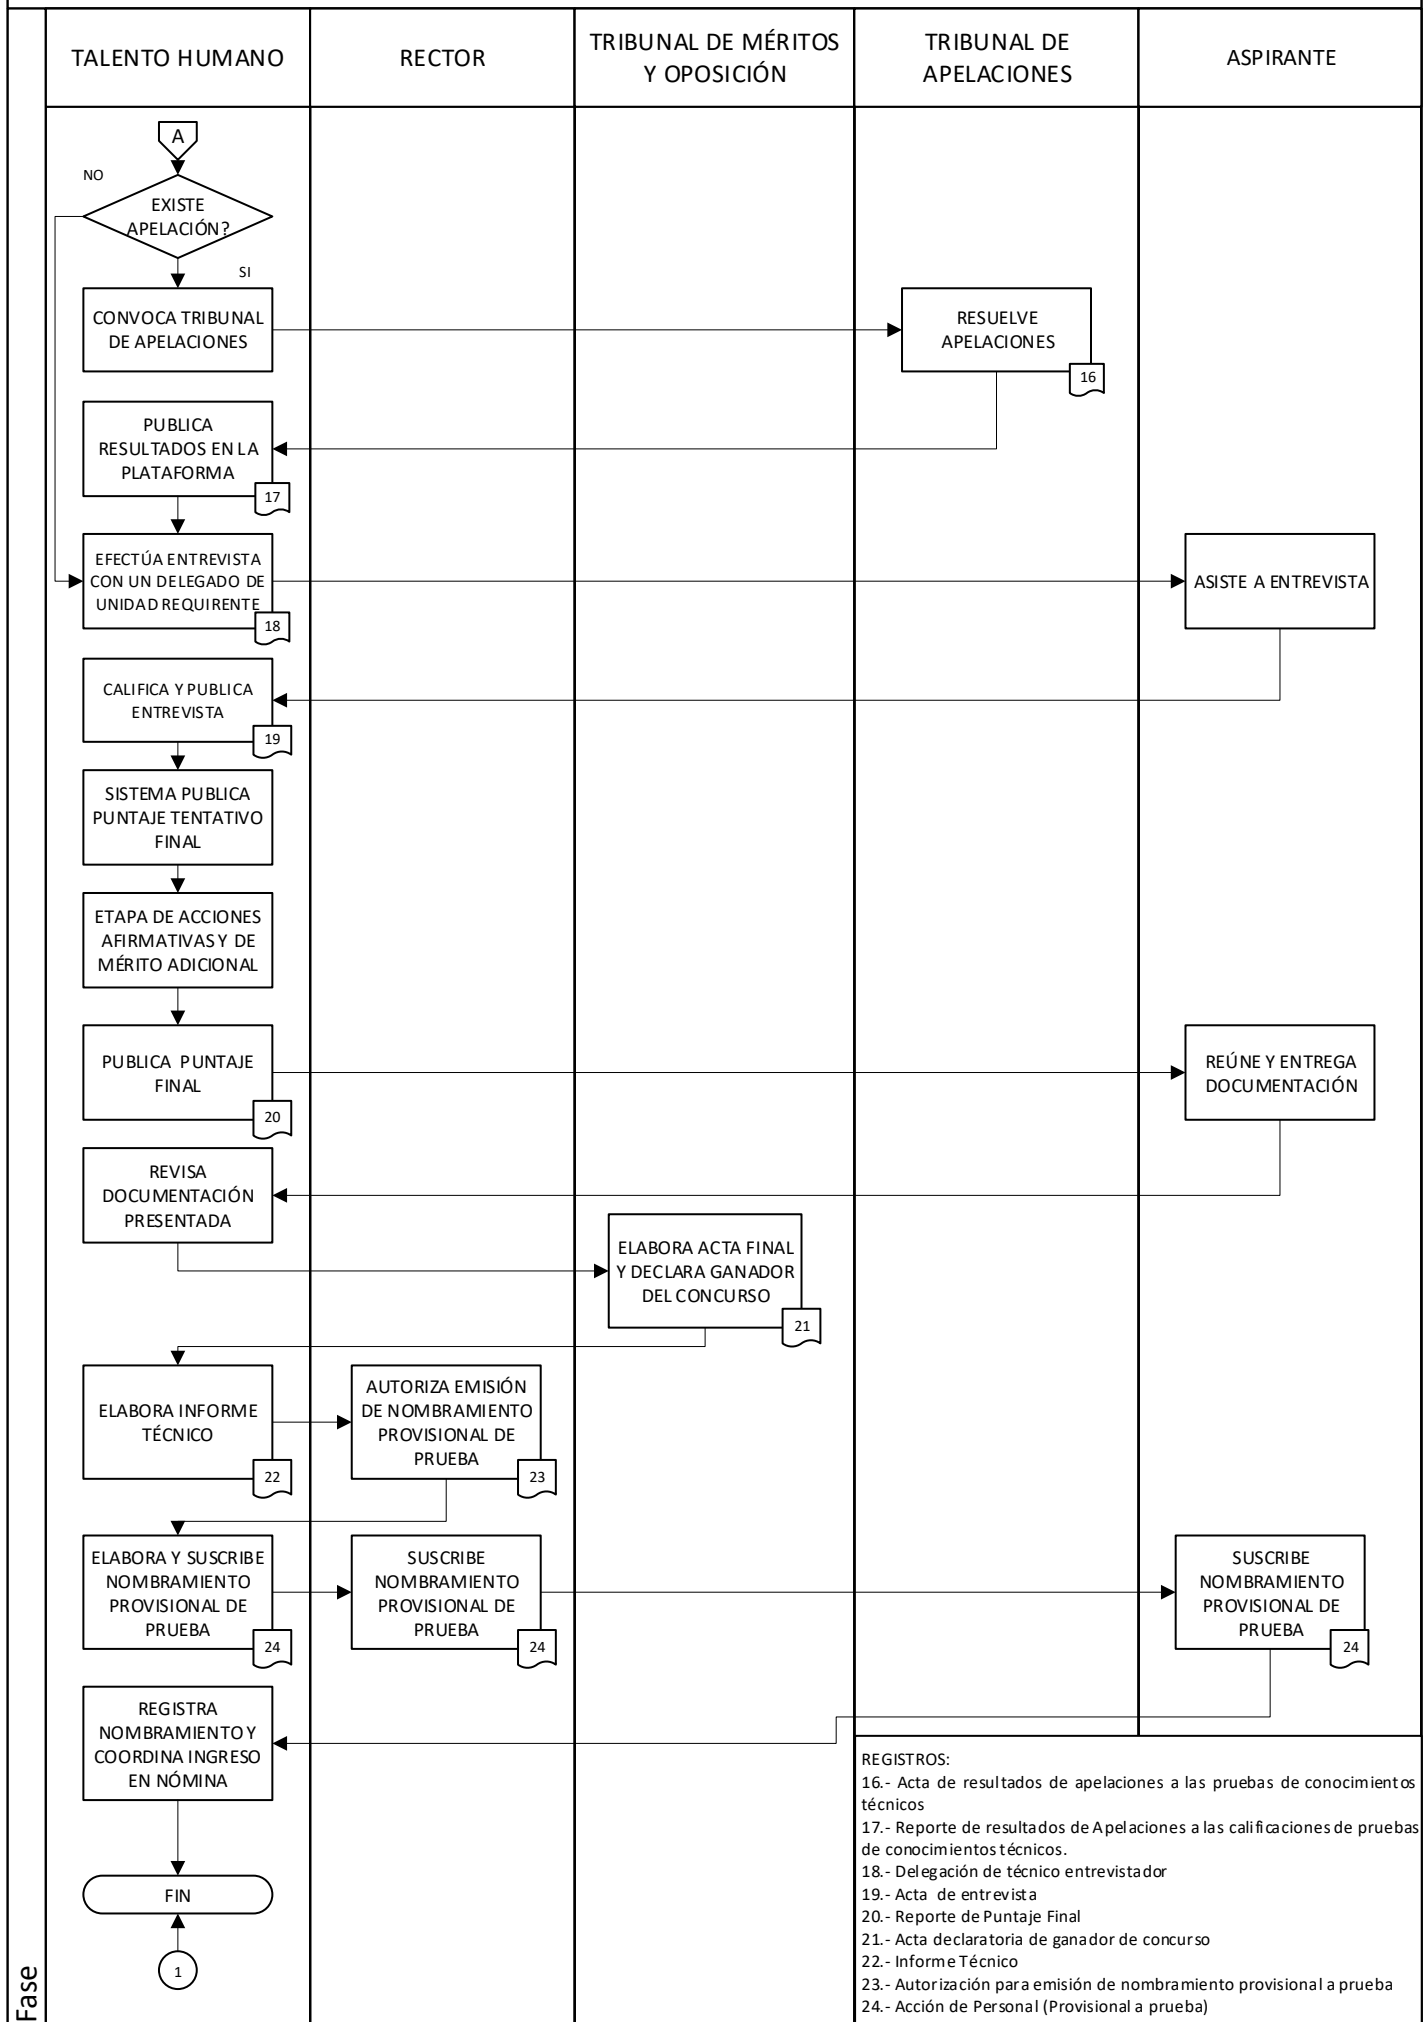 TALENTO HUMANO
RECTOR
TRIBUNAL DE MÉRITOS
Y OPOSICIÓN
TRIBUNAL DE
APELACIONES
ASPIRANTE
A
NO
EXISTE
APELACIÓN?
SI
CONVOCA TRIBUNAL
DE APELACIONES
RESUELVE
APELACIONES
16
PUBLICA
RESULTADOS EN LA
PLATAFORMA
17
EFECTÚA ENTREVISTA
CON UN DELEGADO DE
UNIDAD REQUIRENTE
18
ASISTE A ENTREVISTA
CALIFICA Y PUBLICA
ENTREVISTA
19
SISTEMA PUBLICA
PUNTAJE TENTATIVO
FINAL
ETAPA DE ACCIONES
AFIRMATIVAS Y DE
MÉRITO ADICIONAL
PUBLICA PUNTAJE
FINAL
20
REÚNE Y ENTREGA
DOCUMENTACIÓN
REVISA
DOCUMENTACIÓN
PRESENTADA
ELABORA ACTA FINAL
Y DECLARA GANADOR
DEL CONCURSO
21
ELABORA INFORME
TÉCNICO
22
AUTORIZA EMISIÓN
DE NOMBRAMIENTO
PROVISIONAL DE
PRUEBA
23
ELABORA Y SUSCRIBE
NOMBRAMIENTO
PROVISIONAL DE
PRUEBA
24
SUSCRIBE
NOMBRAMIENTO
PROVISIONAL DE
PRUEBA
24
SUSCRIBE
NOMBRAMIENTO
PROVISIONAL DE
PRUEBA
24
REGISTRA
NOMBRAMIENTO Y
COORDINA INGRESO
EN NÓMINA
FIN
1
Fase
REGISTROS:
16.- Acta de resultados de apelaciones a las pruebas de conocimientos
técnicos
17.- Reporte de resultados de Apelaciones a las calificaciones de pruebas
de conocimientos técnicos.
18.- Delegación de técnico entrevistador
19.- Acta de entrevista
20.- Reporte de Puntaje Final
21.- Acta declaratoria de ganador de concurso
22.- Informe Técnico
23.- Autorización para emisión de nombramiento provisional a prueba
24.- Acción de Personal (Provisional a prueba)